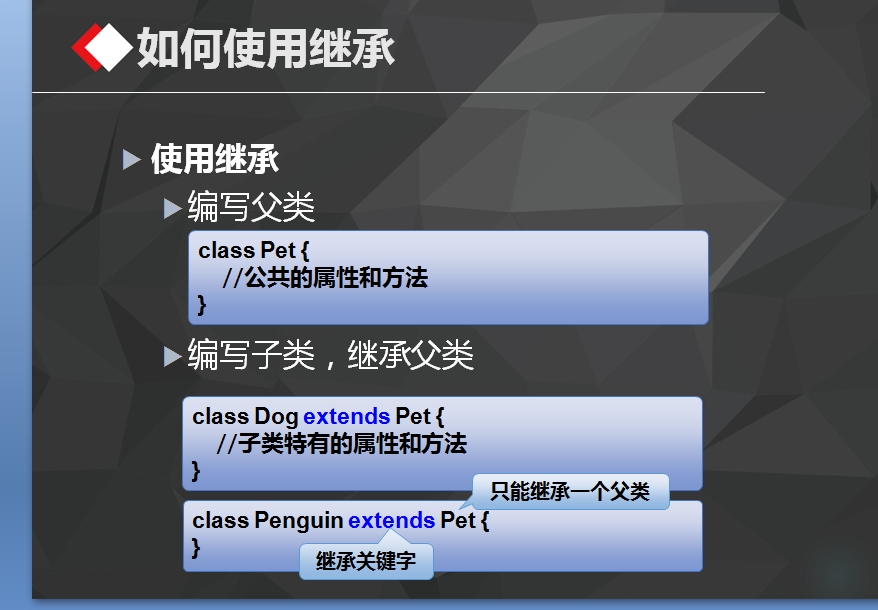 如何使用继承
使用继承
编写父类
class Pet {
//公共的属性和方法
}
编写子类，继承父类
class Dog extends Pet {
//子类特有的属性和方法
}
只能继承一个父类
class Penguin extends Pet {
}
继承关键字